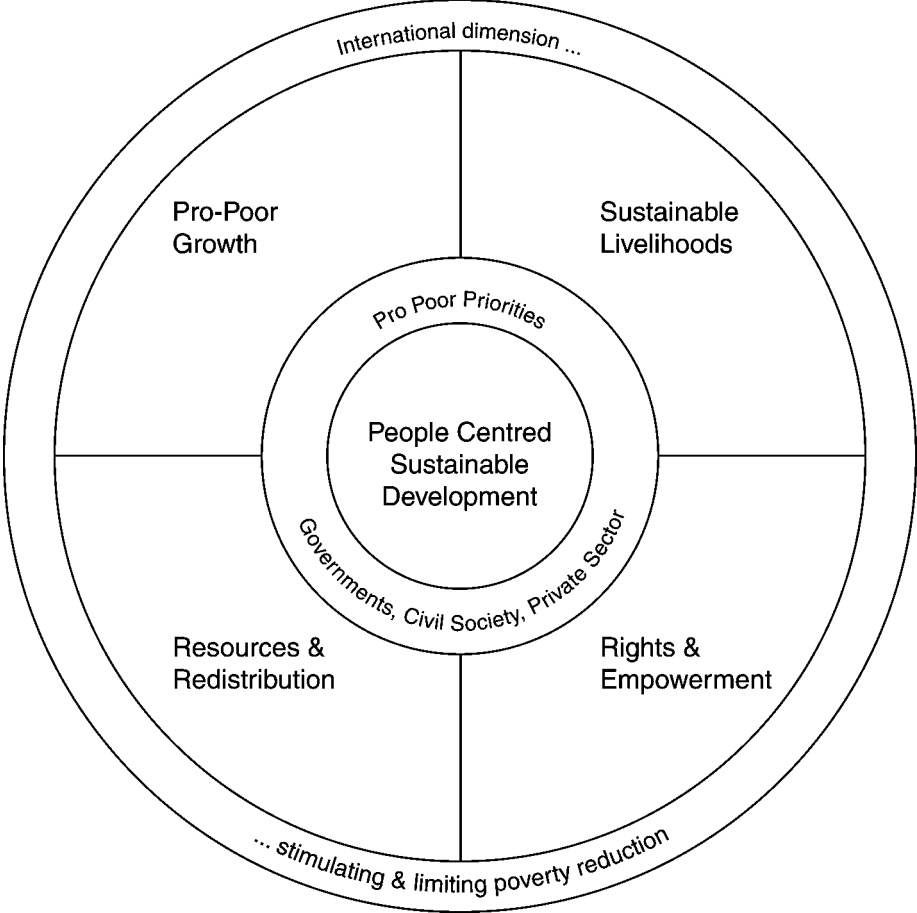 International dimension ...
Pro-Poor
Growth
Sustainable
Livelihoods
Pro Poor Priorities
People Centred
Sustainable
Development
Governments, Civil Society, Private Sector
Resources &
Redistribution
Rights &
Empowerment
... stimulating & limiting poverty reduction